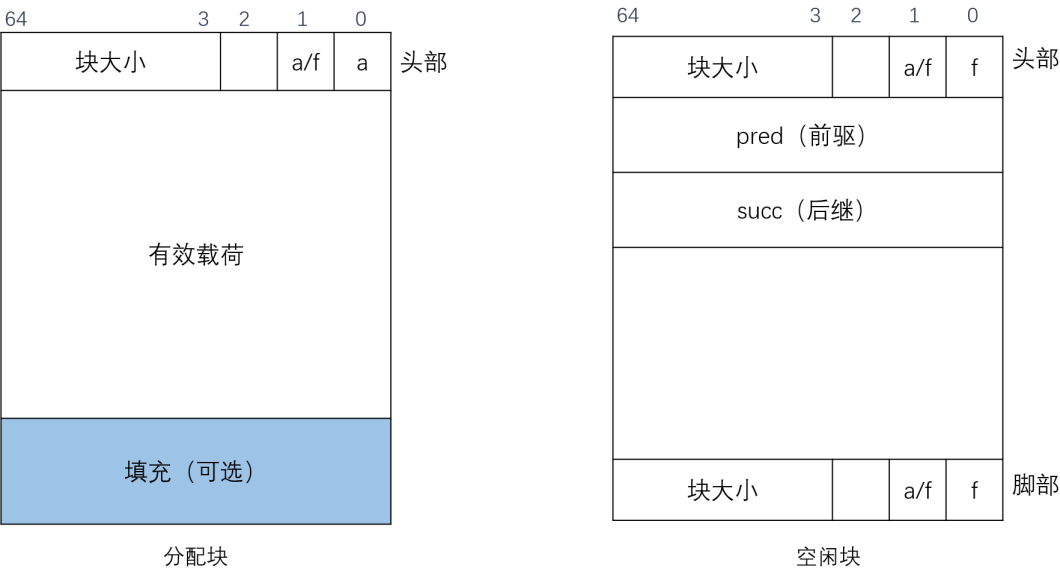 64 3 2 1 0
块大小 a/f a 头部
有效载荷
填充（可选）
分配块
64 3 2 1 0
块大小 a/f f 头部
pred（前驱）
succ（后继）
块大小 a/f f 脚部
空闲块